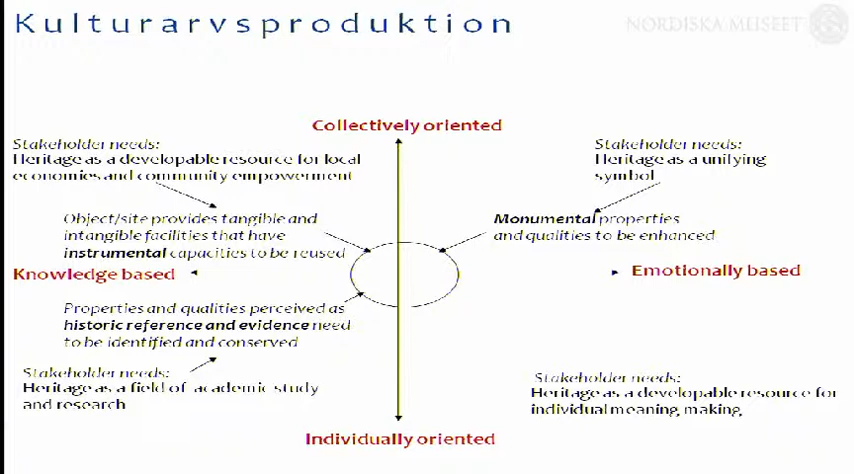 Kulturarvsproduktion
NORDISKA MUSEET
Collectively oriented
Stakeholder needs:
Heritage as a developable resource for local
economies and community empowerment
Stakeholder needs:
Heritage as a unifying
symbol
Object/site provides tangible and
intangible facilities that have
instrumental capacities to be reused
Monumental properties
and qualities to be enhanced
Knowledge based
Emotionally based
Properties and qualities perceived as
historic reference and evidence need
to be identified and conserved
Stakeholder needs:
Heritage as a field of academic study
and research
Stakeholder needs:
Heritage as a developable resource for
individual meaning making
Individually oriented